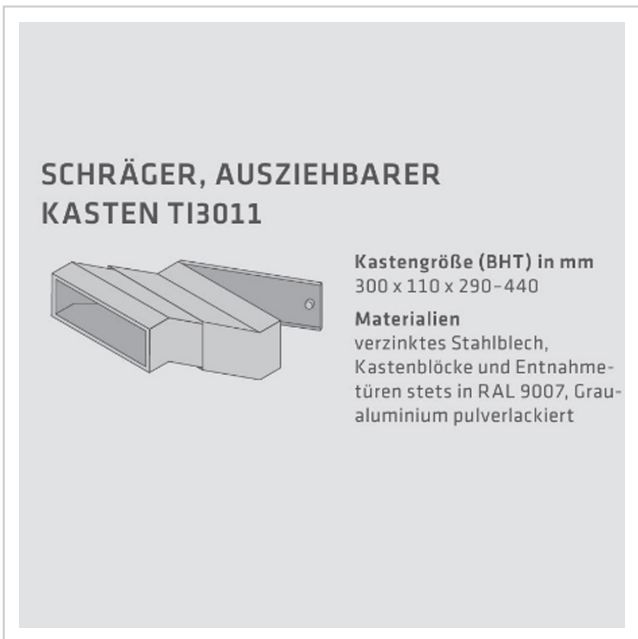 SCHRÄGER, AUSZIEHBARER
KASTEN TI3011
Kastengröße (BHT) in mm
300 x 110 x 290–440
Materialien
verzinktes Stahlblech,
Kastenblöcke und Entnahme-
türen stets in RAL 9007, Grau-
aluminium pulverlackiert